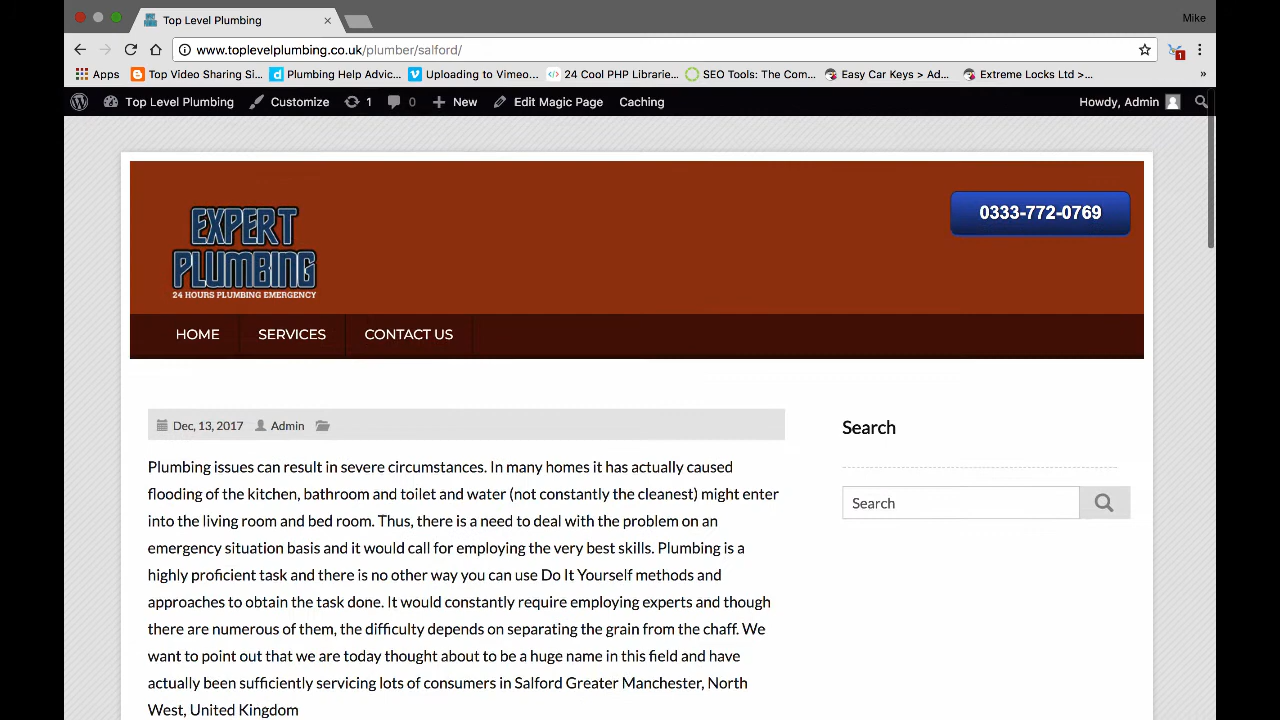 Top Level Plumbing
Mike
www.toplevelplumbing.co.uk/plumber/salford/
Apps Top Video Sharing Si... Plumbing Help Advic... Uploading to Vimeo... 24 Cool PHP Librarie... SEO Tools: The Com... Easy Car Keys > Ad... Extreme Locks Ltd >... »
1
Top Level Plumbing Customize 1 0 New Edit Magic Page Caching Howdy, Admin
0333-772-0769
EXPERT
PLUMBING
24 HOURS PLUMBING EMERGENCY
HOME SERVICES CONTACT US
Dec, 13, 2017 Admin
Search
Plumbing issues can result in severe circumstances. In many homes it has actually caused
flooding of the kitchen, bathroom and toilet and water (not constantly the cleanest) might enter
into the living room and bed room. Thus, there is a need to deal with the problem on an
emergency situation basis and it would call for employing the very best skills. Plumbing is a
highly proficient task and there is no other way you can use Do It Yourself methods and
approaches to obtain the task done. It would constantly require employing experts and though
there are numerous of them, the difficulty depends on separating the grain from the chaff. We
want to point out that we are today thought about to be a huge name in this field and have
actually been sufficiently servicing lots of consumers in Salford Greater Manchester, North
West, United Kingdom
Search